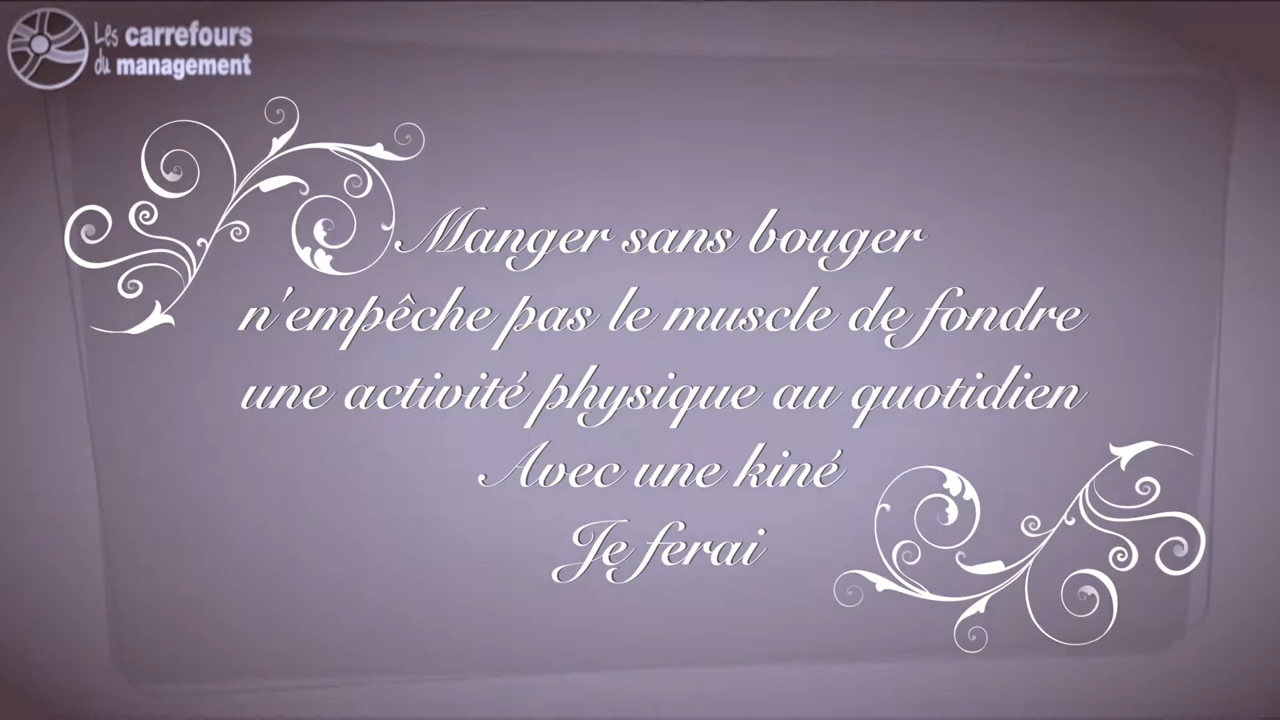 Les carrefours
du management
Manger sans bouger
n'empêche pas le muscle de fondre
une activité physique au quotidien
Avec une kiné
Je ferai